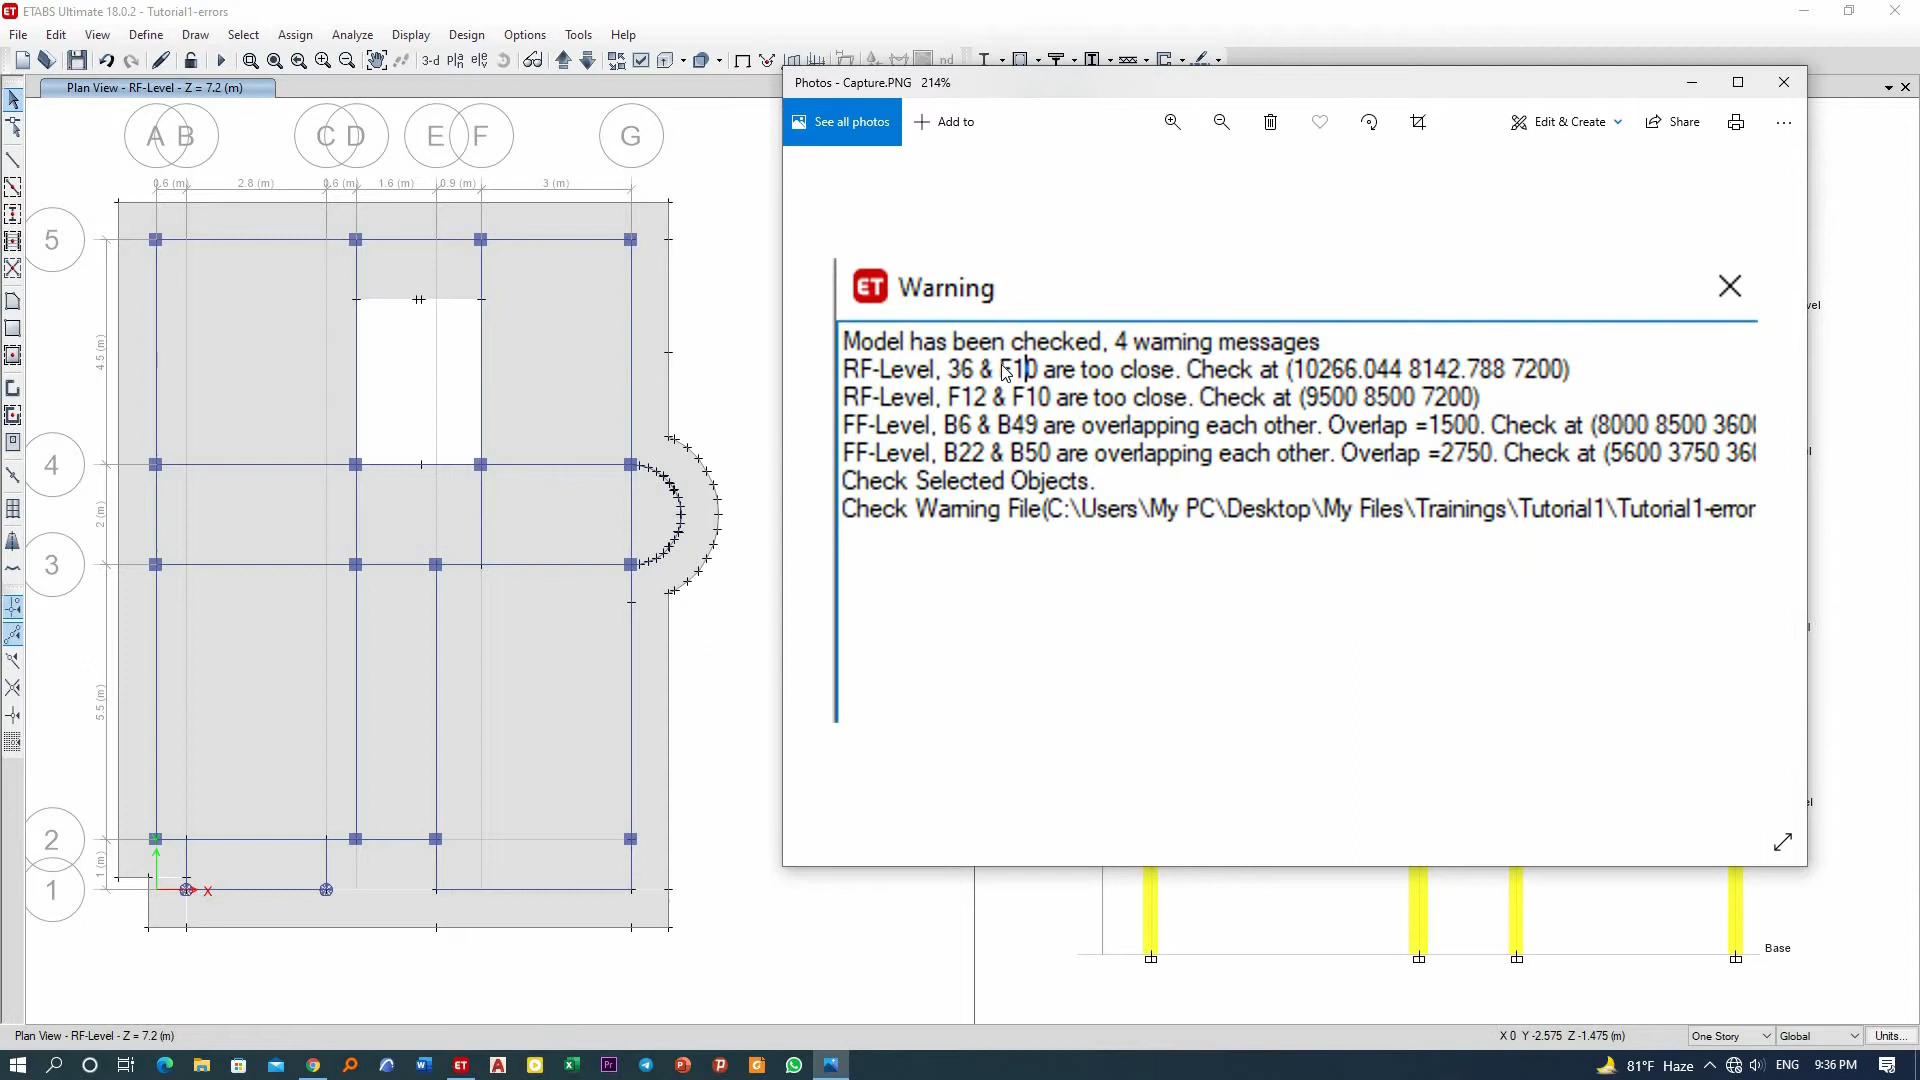 ETABS Ultimate 18.0.2 - Tutorial1-errors
File Edit View Define Draw Select Assign Analyze Display Design Options Tools Help
3-d
Plan View - RF-Level - Z = 7.2 (m)
A B C D E F G
0.6 (m) 2.8 (m) 0.6 (m) 1.6 (m) 0.9 (m) 3 (m)
5
4.5 (m)
4
2 (m)
3
5.5 (m)
2
1 (m)
1
X
Photos - Capture.PNG 214%
See all photos Add to Edit & Create Share
ET Warning
Model has been checked, 4 warning messages
RF-Level, 36 & F10 are too close. Check at (10266.044 8142.788 7200)
RF-Level, F12 & F10 are too close. Check at (9500 8500 7200)
FF-Level, B6 & B49 are overlapping each other. Overlap =1500. Check at (8000 8500 3600
FF-Level, B22 & B50 are overlapping each other. Overlap =2750. Check at (5600 3750 360
Check Selected Objects.
Check Warning File(C:\Users\My PC\Desktop\My Files\Trainings\Tutorial1\Tutorial1-error
Base
Plan View - RF-Level - Z = 7.2 (m) X 0 Y -2.575 Z -1.475 (m) One Story Global Units...
81°F Haze ENG 9:36 PM